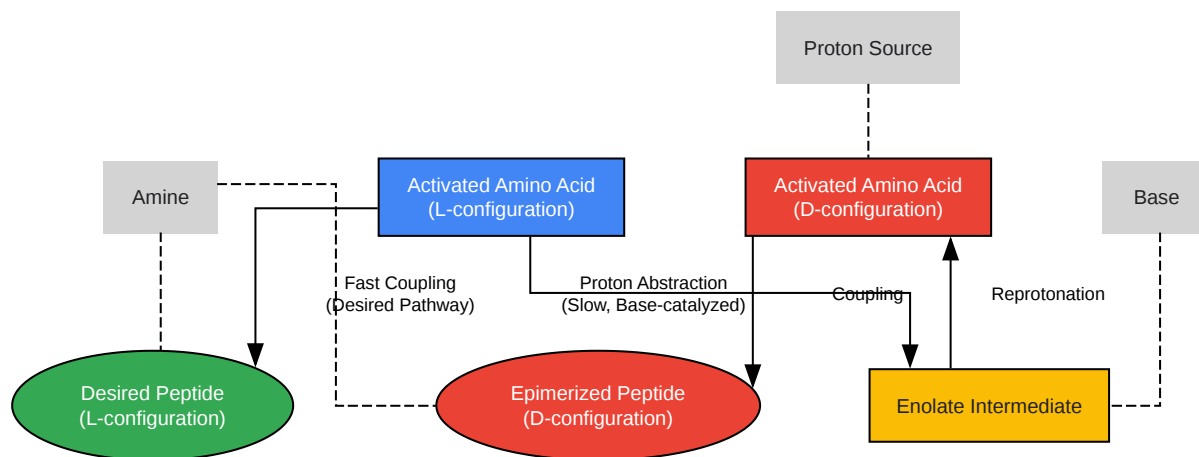 Proton Source
Amine
Activated Amino Acid
(L-configuration)
Activated Amino Acid
(D-configuration)
Base
Fast Coupling
(Desired Pathway)
Proton Abstraction
(Slow, Base-catalyzed)
Coupling
Reprotonation
Desired Peptide
(L-configuration)
Epimerized Peptide
(D-configuration)
Enolate Intermediate